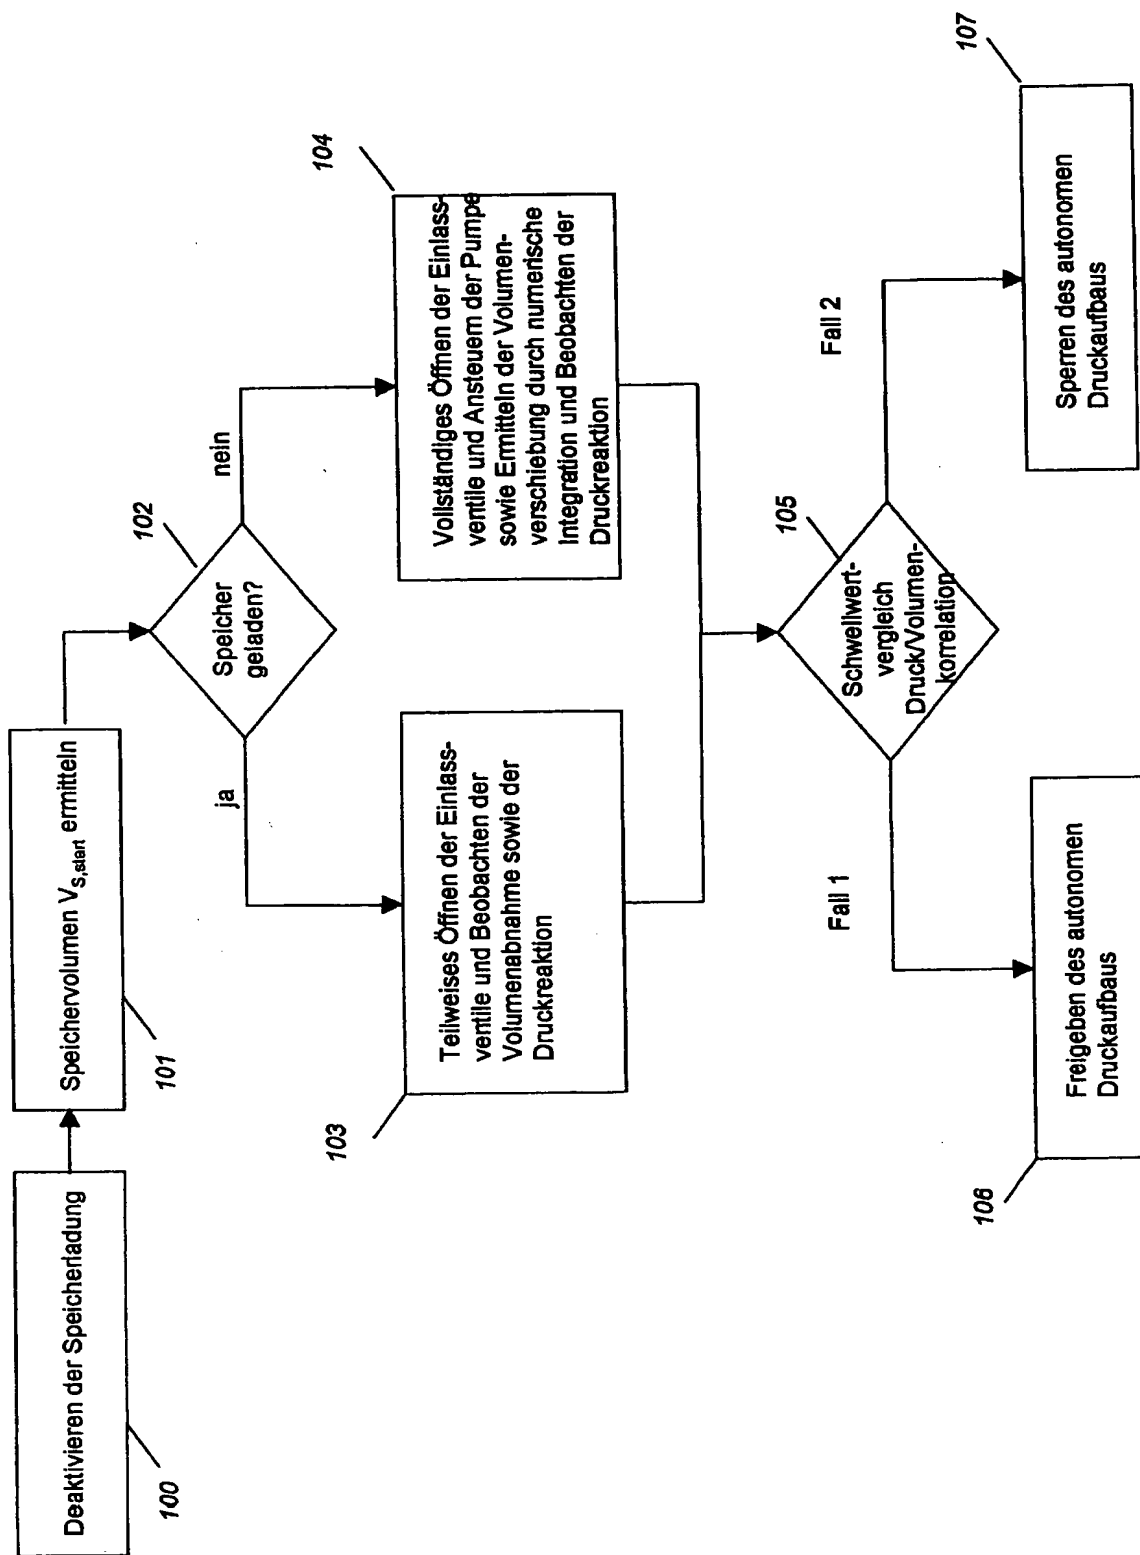 Deaktivieren der Speicherladung
100
Speichervolumen VS,start ermitteln
101
Speicher
geladen?
102
ja
nein
Teilweises Öffnen der Einlass-
ventile und Beobachten der
Volumenabnahme sowie der
Druckreaktion
103
Vollständiges Öffnen der Einlass-
ventile und Ansteuern der Pumpe
sowie Ermitteln der Volumen-
verschiebung durch numerische
Integration und Beobachten der
Druckreaktion
104
Schwellwert-
vergleich
Druck/Volumen-
korrelation
105
Fall 1
Fall 2
Freigeben des autonomen
Druckaufbaus
106
Sperren des autonomen
Druckaufbaus
107